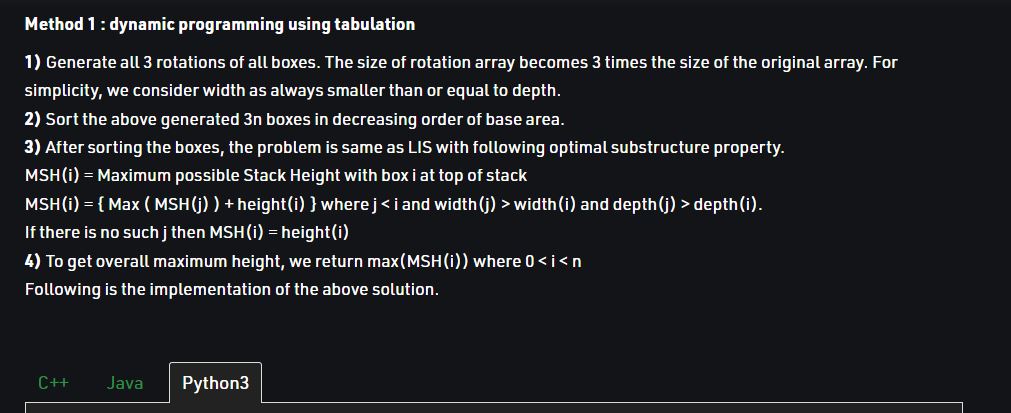 Method 1 : dynamic programming using tabulation
1) Generate all 3 rotations of all boxes. The size of rotation array becomes 3 times the size of the original array. For
simplicity, we consider width as always smaller than or equal to depth.
2) Sort the above generated 3n boxes in decreasing order of base area.
3) After sorting the boxes, the problem is same as LIS with following optimal substructure property.
MSH(i) = Maximum possible Stack Height with box i at top of stack
MSH(i) = { Max ( MSH(j) ) + height(i) } where j < i and width(j) > width(i) and depth(j) > depth(i).
If there is no such j then MSH(i) = height(i)
4) To get overall maximum height, we return max(MSH(i)) where 0 < i < n
Following is the implementation of the above solution.
C++ Java Python3